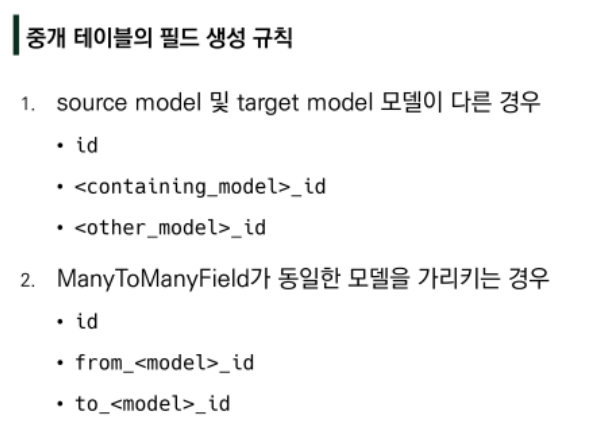 중개 테이블의 필드 생성 규칙
1. source model 및 target model 모델이 다른 경우
• id
• <containing_model>_id
• <other_model>_id
2. ManyToManyField가 동일한 모델을 가리키는 경우
• id
• from_<model>_id
• to_<model>_id